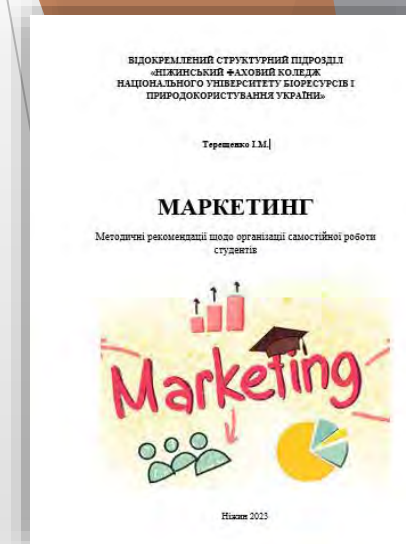 ВІДОКРЕМЛЕНИЙ СТРУКТУРНИЙ ПІДРОЗДІЛ
«НІЖИНСЬКИЙ ФАХОВИЙ КОЛЕДЖ
НАЦІОНАЛЬНОГО УНІВЕРСИТЕТУ БІОРЕСУРСІВ І
ПРИРОДОКОРИСТУВАННЯ УКРАЇНИ»
Терещенко І.М.
МАРКЕТИНГ
Методичні рекомендації щодо організації самостійної роботи
студентів
Marketing
Ніжин 2023